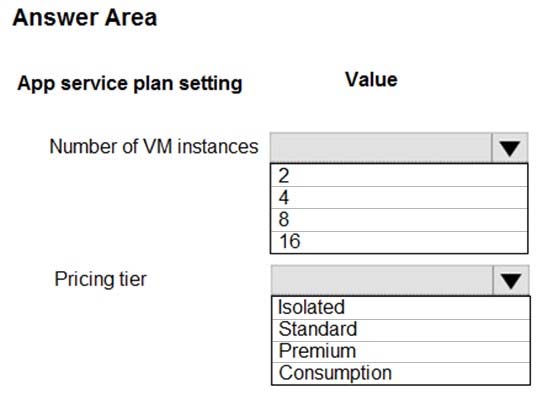 Answer Area
App service plan setting Value
Number of VM instances
2
4
8
16
Pricing tier
Isolated
Standard
Premium
Consumption